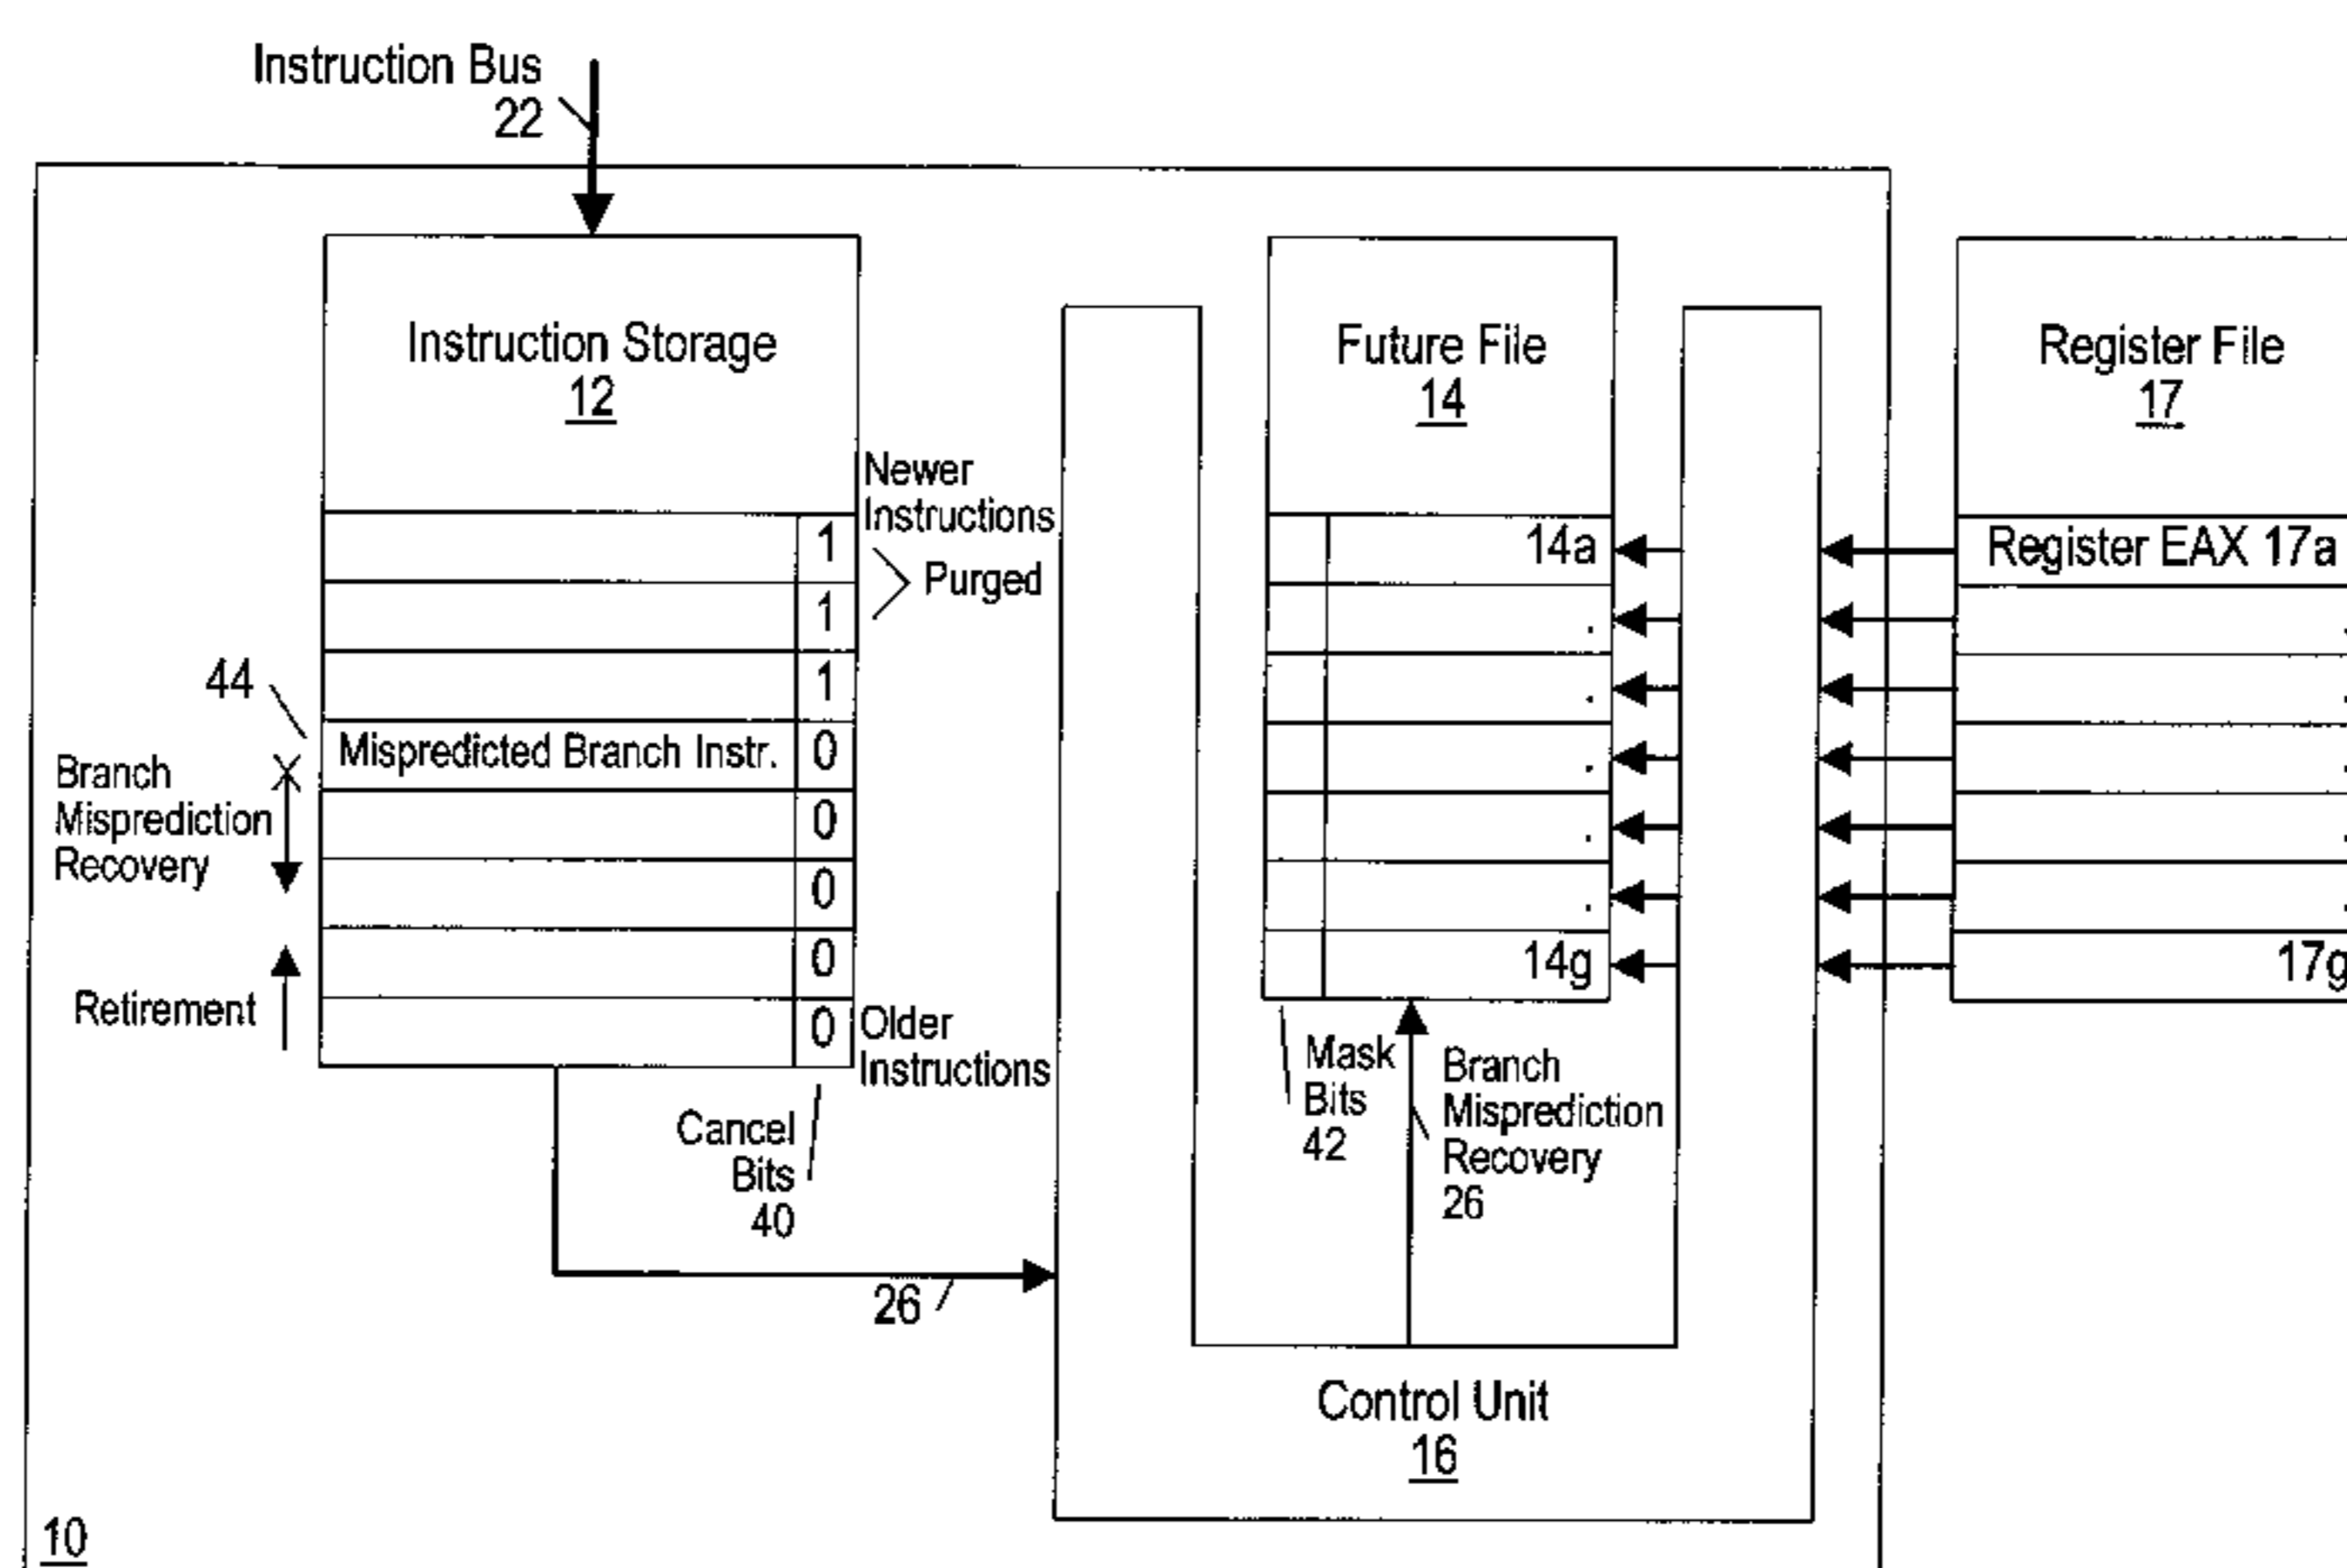 Instruction Bus
22
Instruction Storage
12
Future File
14
Register File
17
Newer
Instructions
Purged
1
1
1
44
Mispredicted Branch Instr. 0
0
0
0
0
Branch
Misprediction
Recovery
Retirement
Older
Instructions
Cancel
Bits
40
26
14a
.
.
.
.
.
14g
Register EAX 17a
.
.
.
.
.
17g
Mask
Bits
42
Branch
Misprediction
Recovery
26
Control Unit
16
10